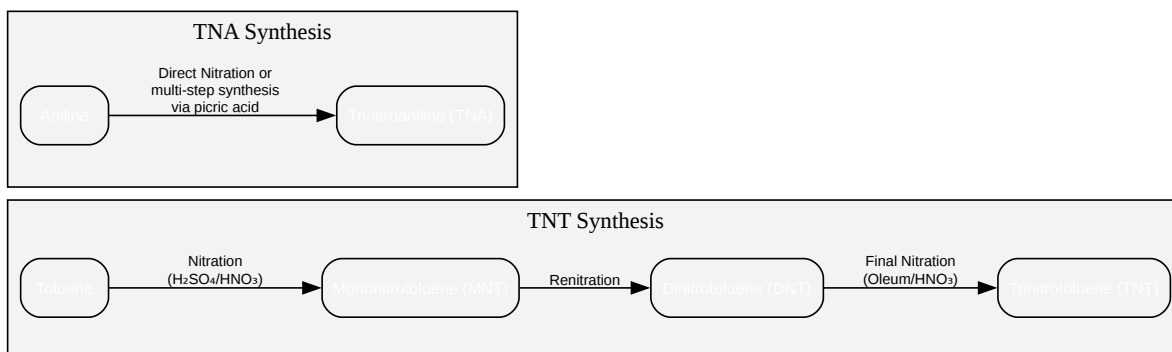 TNA Synthesis
Direct Nitration or
multi-step synthesis
via picric acid
Aniline
Trinitroaniline (TNA)
TNT Synthesis
Nitration
(H₂SO₄/HNO₃)
Renitration
Final Nitration
(Oleum/HNO₃)
Toluene
Mononitrotoluene (MNT)
Dinitrotoluene (DNT)
Trinitrotoluene (TNT)